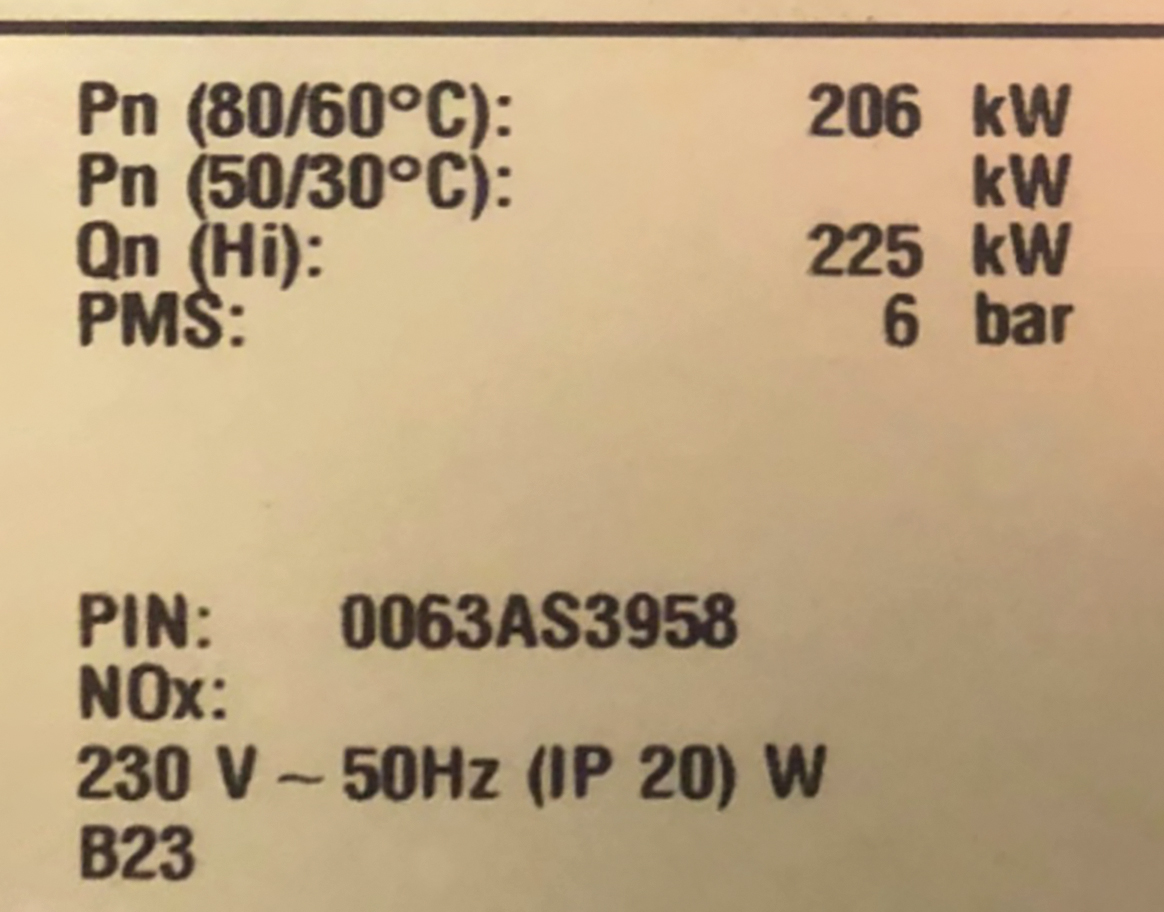 Pn (80/60°C): 206 kW
Pn (50/30°C): kW
Qn (Hi): 225 kW
PMS: 6 bar
PIN: 0063AS3958
NOx:
230 V ~ 50Hz (IP 20) W
B23